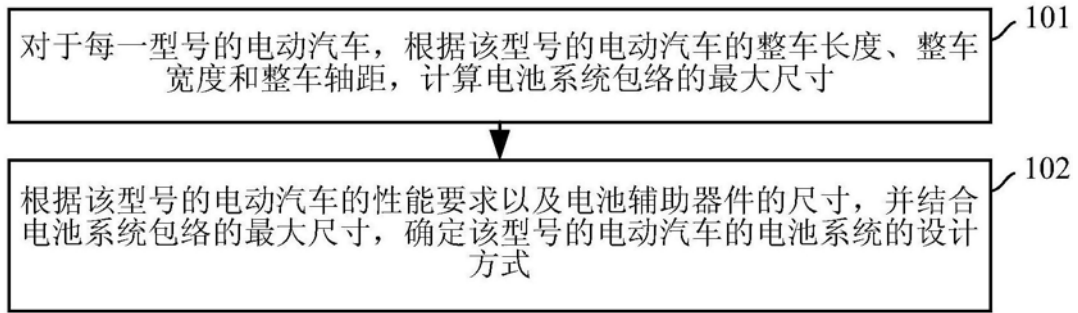 101
对于每一型号的电动汽车，根据该型号的电动汽车的整车长度、整车
宽度和整车轴距，计算电池系统包络的最大尺寸
102
根据该型号的电动汽车的性能要求以及电池辅助器件的尺寸，并结合
电池系统包络的最大尺寸，确定该型号的电动汽车的电池系统的设计
方式